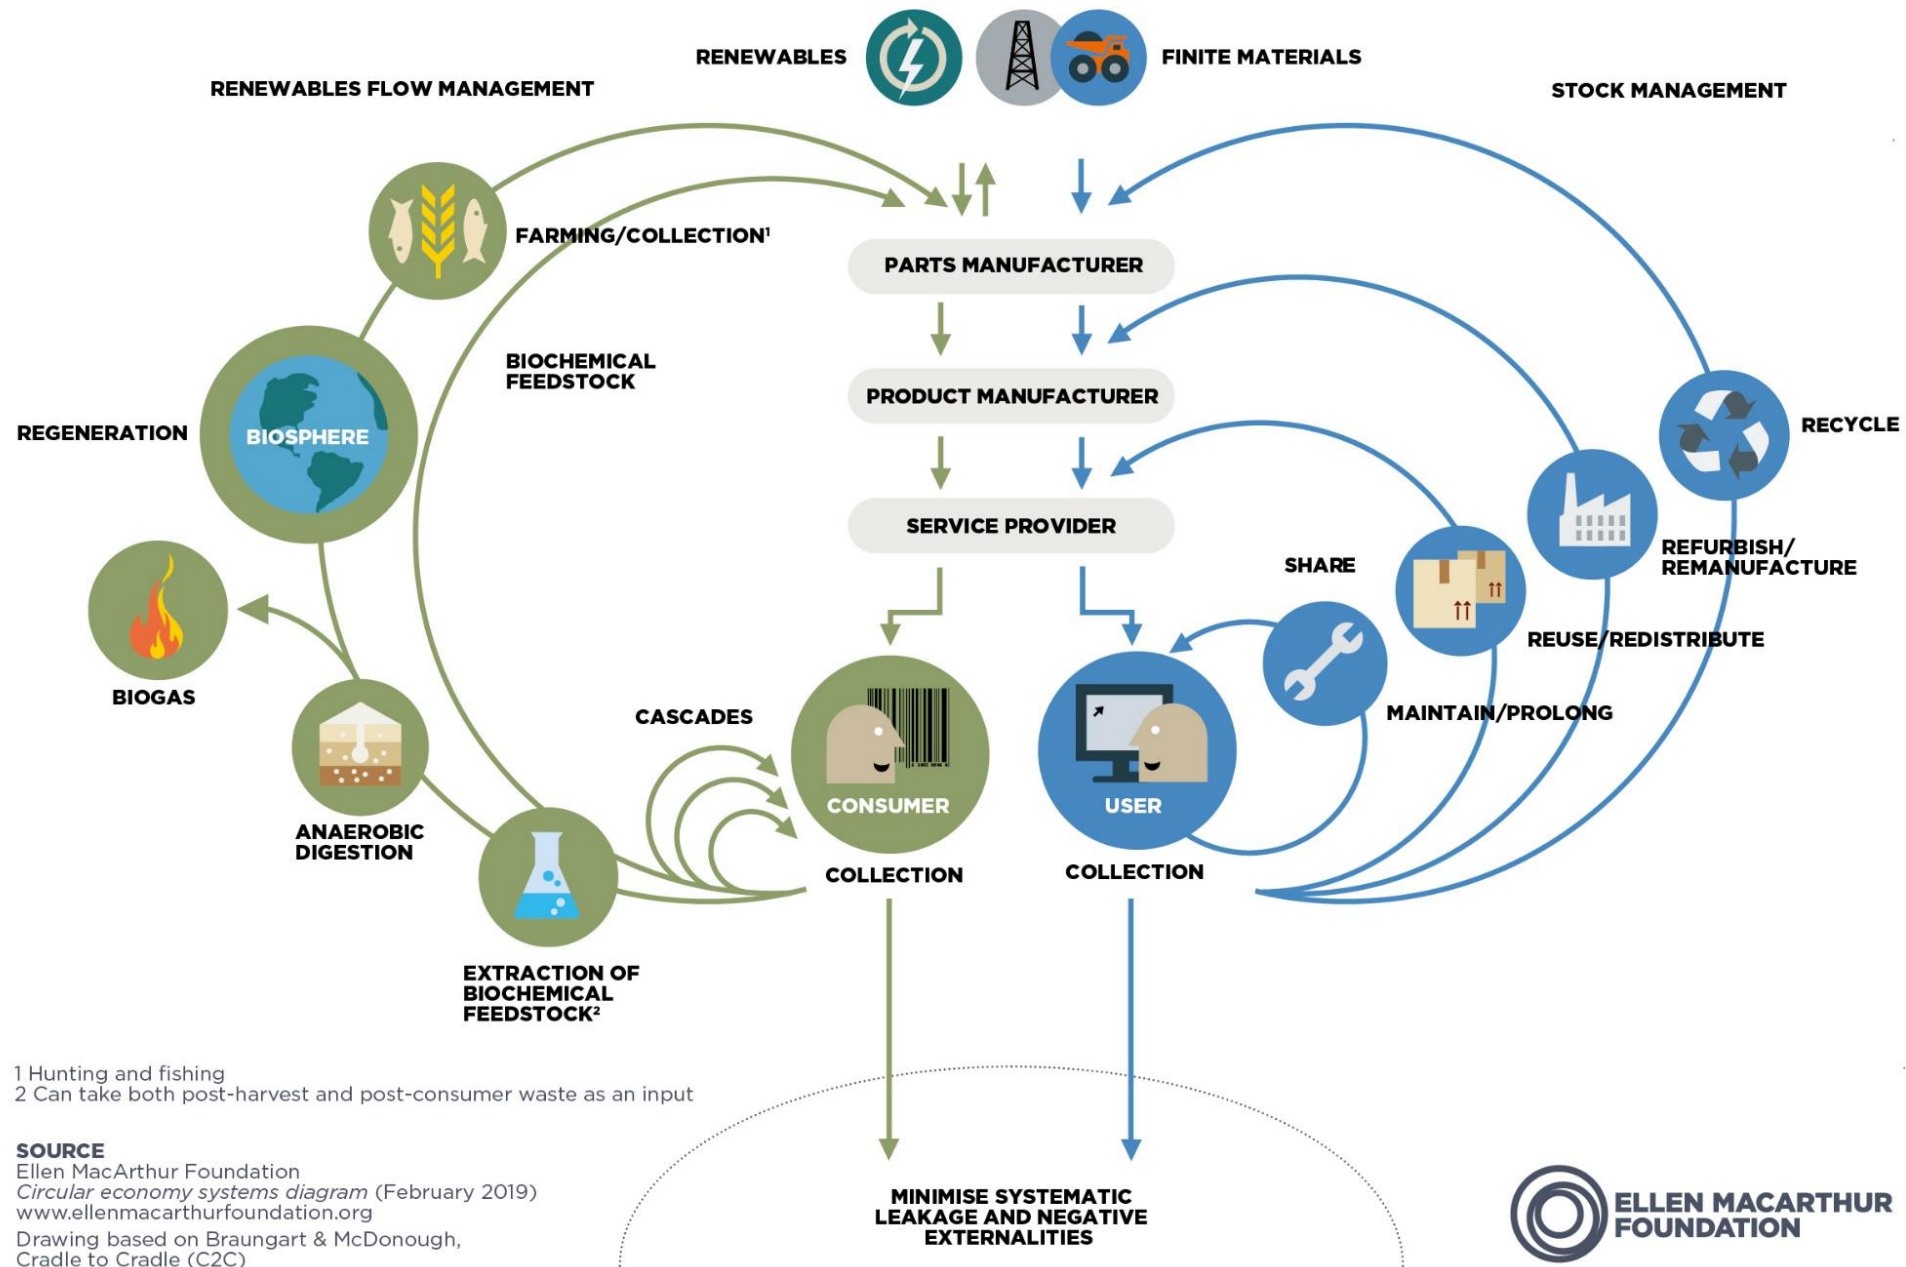 RENEWABLES
FINITE MATERIALS
RENEWABLES FLOW MANAGEMENT
STOCK MANAGEMENT
FARMING/COLLECTION¹
PARTS MANUFACTURER
BIOCHEMICAL
FEEDSTOCK
PRODUCT MANUFACTURER
REGENERATION
BIOSPHERE
RECYCLE
SERVICE PROVIDER
SHARE
REFURBISH/
REMANUFACTURE
REUSE/REDISTRIBUTE
BIOGAS
CASCADES
MAINTAIN/PROLONG
CONSUMER
USER
ANAEROBIC
DIGESTION
COLLECTION
COLLECTION
EXTRACTION OF
BIOCHEMICAL
FEEDSTOCK²
1 Hunting and fishing
2 Can take both post-harvest and post-consumer waste as an input
SOURCE
Ellen MacArthur Foundation
Circular economy systems diagram (February 2019)
www.ellenmacarthurfoundation.org
Drawing based on Braungart & McDonough,
Cradle to Cradle (C2C)
MINIMISE SYSTEMATIC
LEAKAGE AND NEGATIVE
EXTERNALITIES
ELLEN MACARTHUR
FOUNDATION